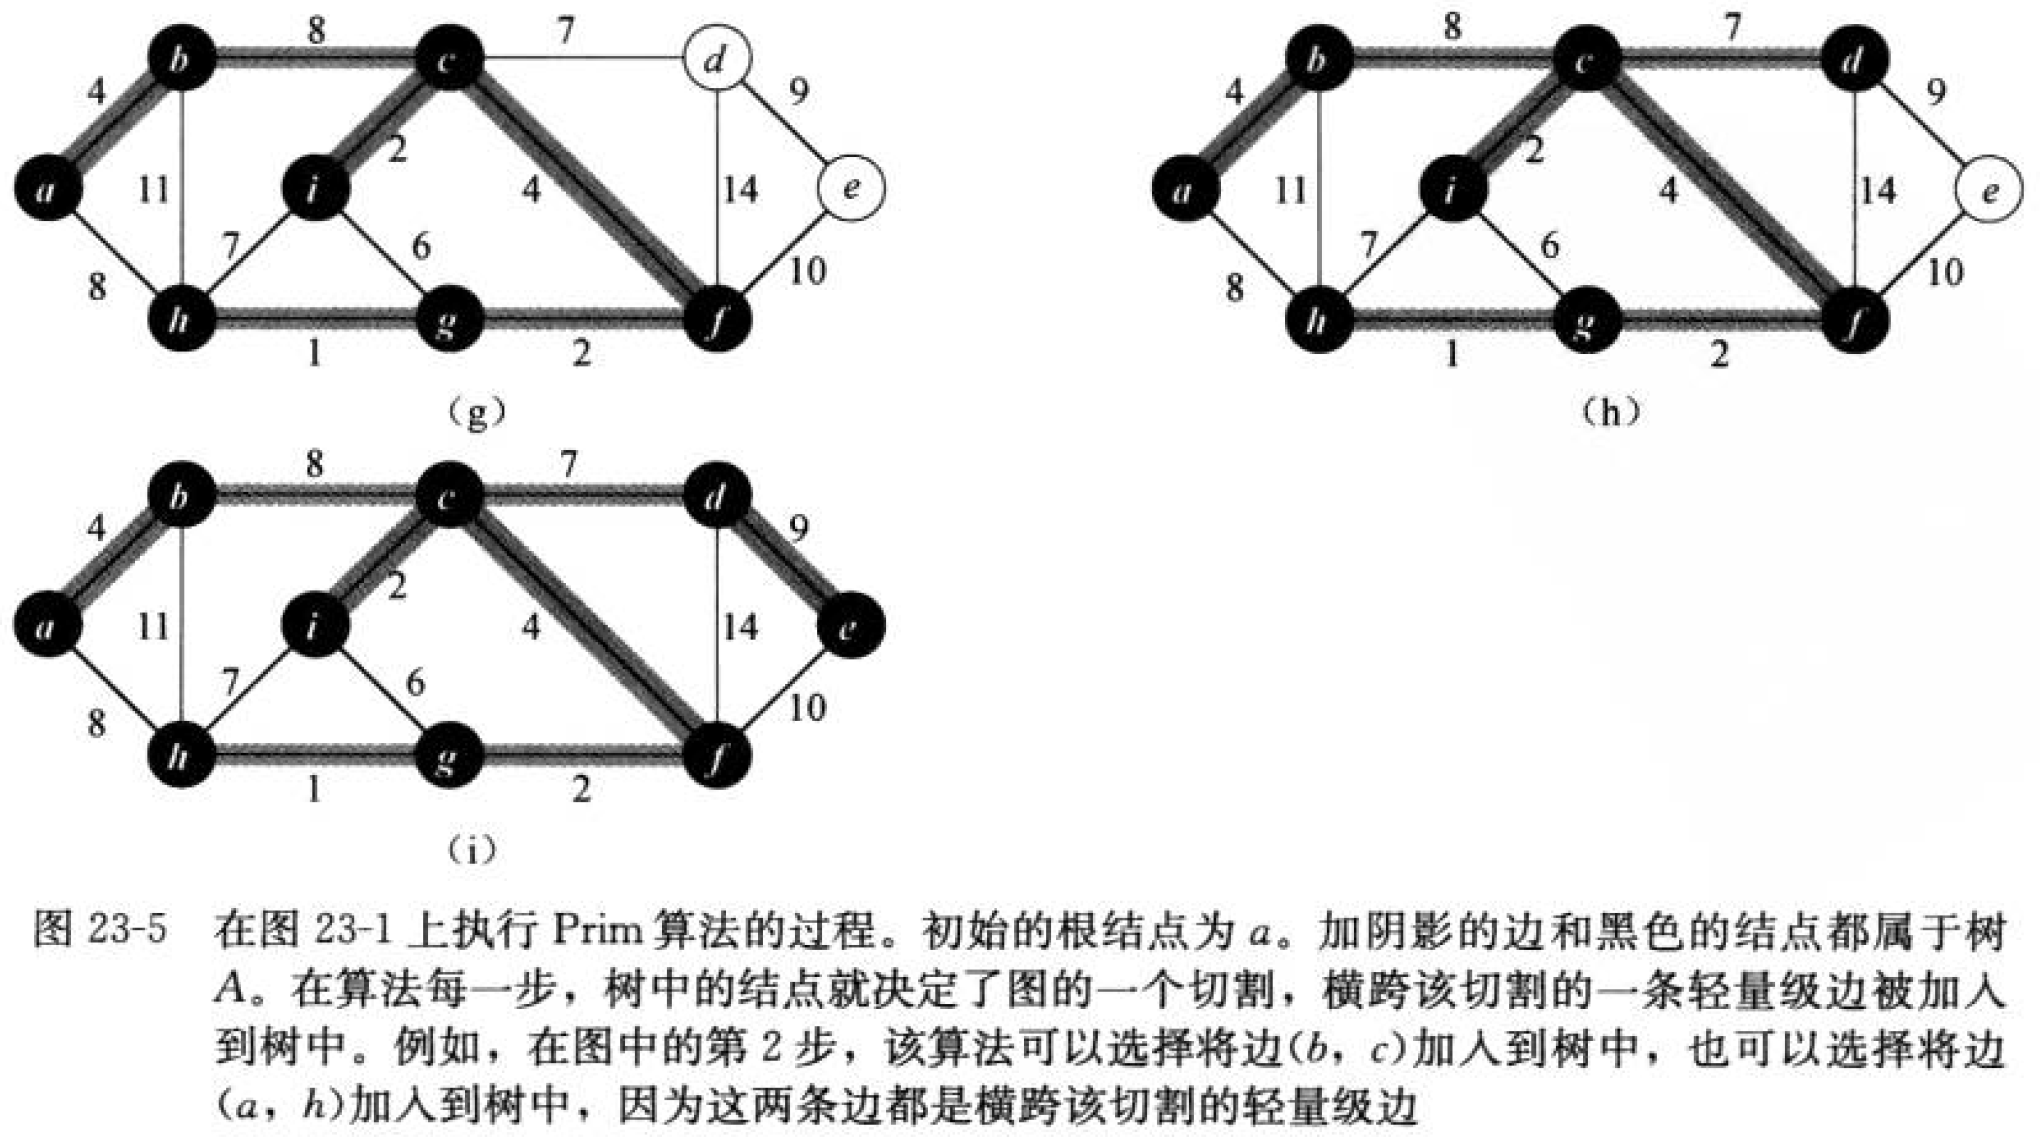 8 7 8 7
b c d b c d
4 9 4 9
2 2
a 11 i 4 14 e a 11 i 4 14 e
7 6 7 6
8 10 8 10
h g f h g f
1 2 1 2
(g) (h)
8 7
b c d
4 9
2
a 11 i 4 14 e
7 6
8 10
h g f
1 2
(i)
图 23-5 在图 23-1 上执行 Prim 算法的过程。初始的根结点为 a。加阴影的边和黑色的结点都属于树
A。在算法每一步，树中的结点就决定了图的一个切割，横跨该切割的一条轻量级边被加入
到树中。例如，在图中的第 2 步，该算法可以选择将边(b，c)加入到树中，也可以选择将边
(a，h)加入到树中，因为这两条边都是横跨该切割的轻量级边